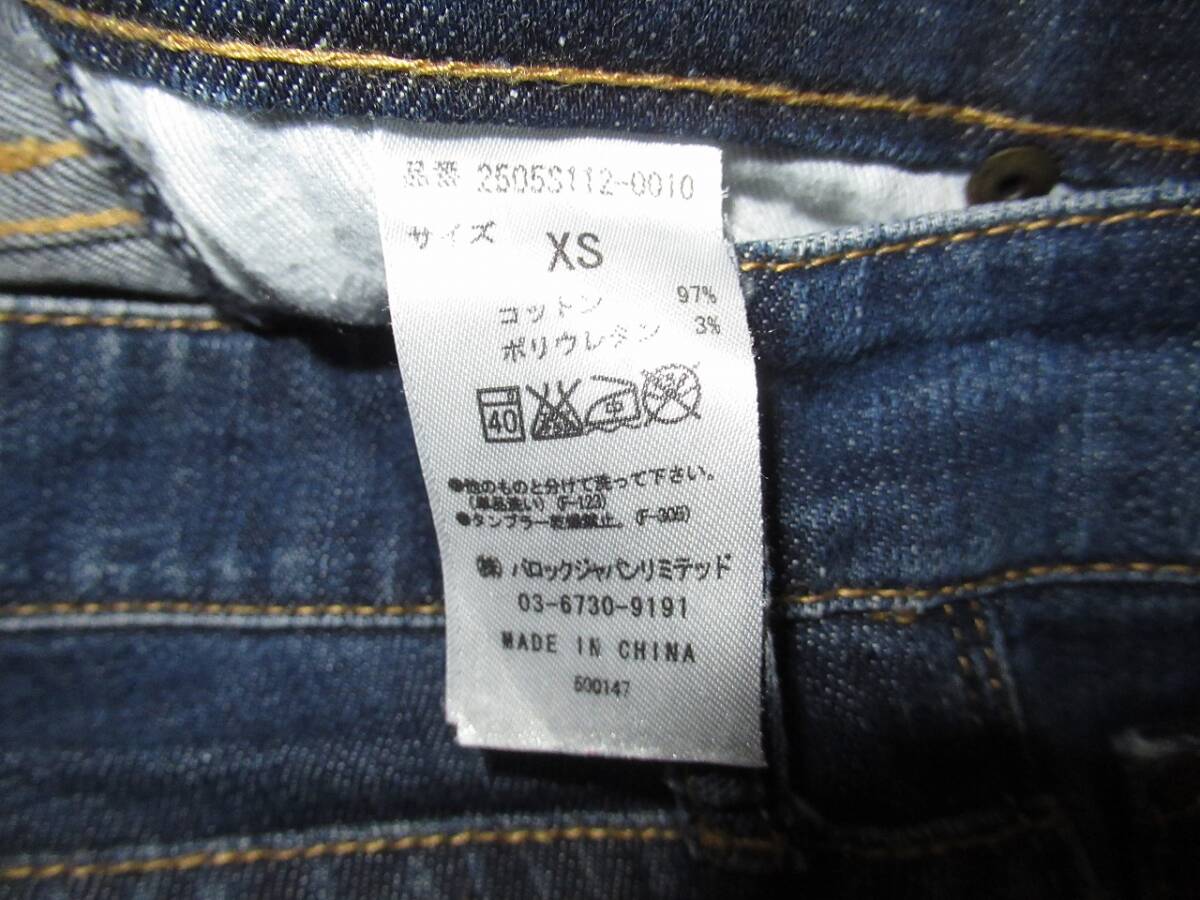 品番 2505S112-0010
サイズ
XS
コットン 97%
ポリウレタン 3%
40
●他のものと分けて洗って下さい。
(単品洗い) (F-123)
●タンブラー乾燥禁止。 (F-305)
㈱ バロックジャパンリミテッド
03-6730-9191
MADE IN CHINA
500147